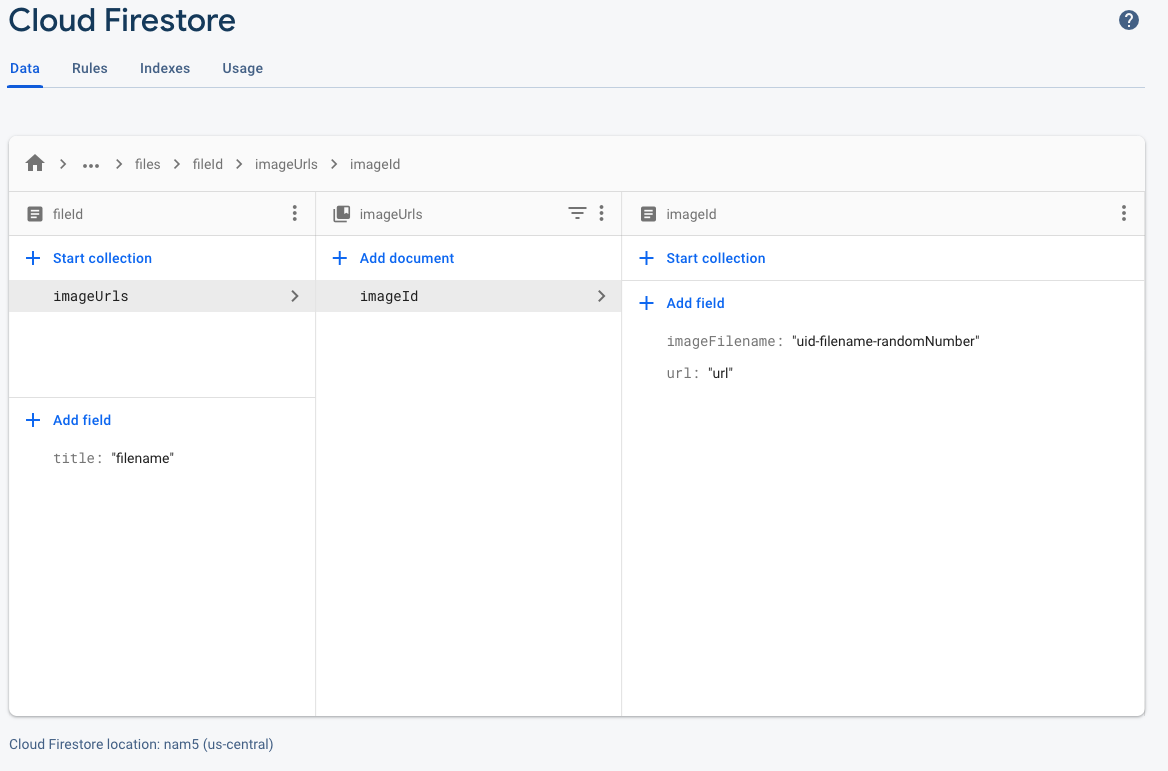 Cloud Firestore
Data Rules Indexes Usage
... files fileId imageUrls imageId
fileId imageUrls imageId
Start collection Add document Start collection
imageUrls imageId
Add field
imageFilename: "uid-filename-randomNumber"
url: "url"
Add field
title: "filename"
Cloud Firestore location: nam5 (us-central)